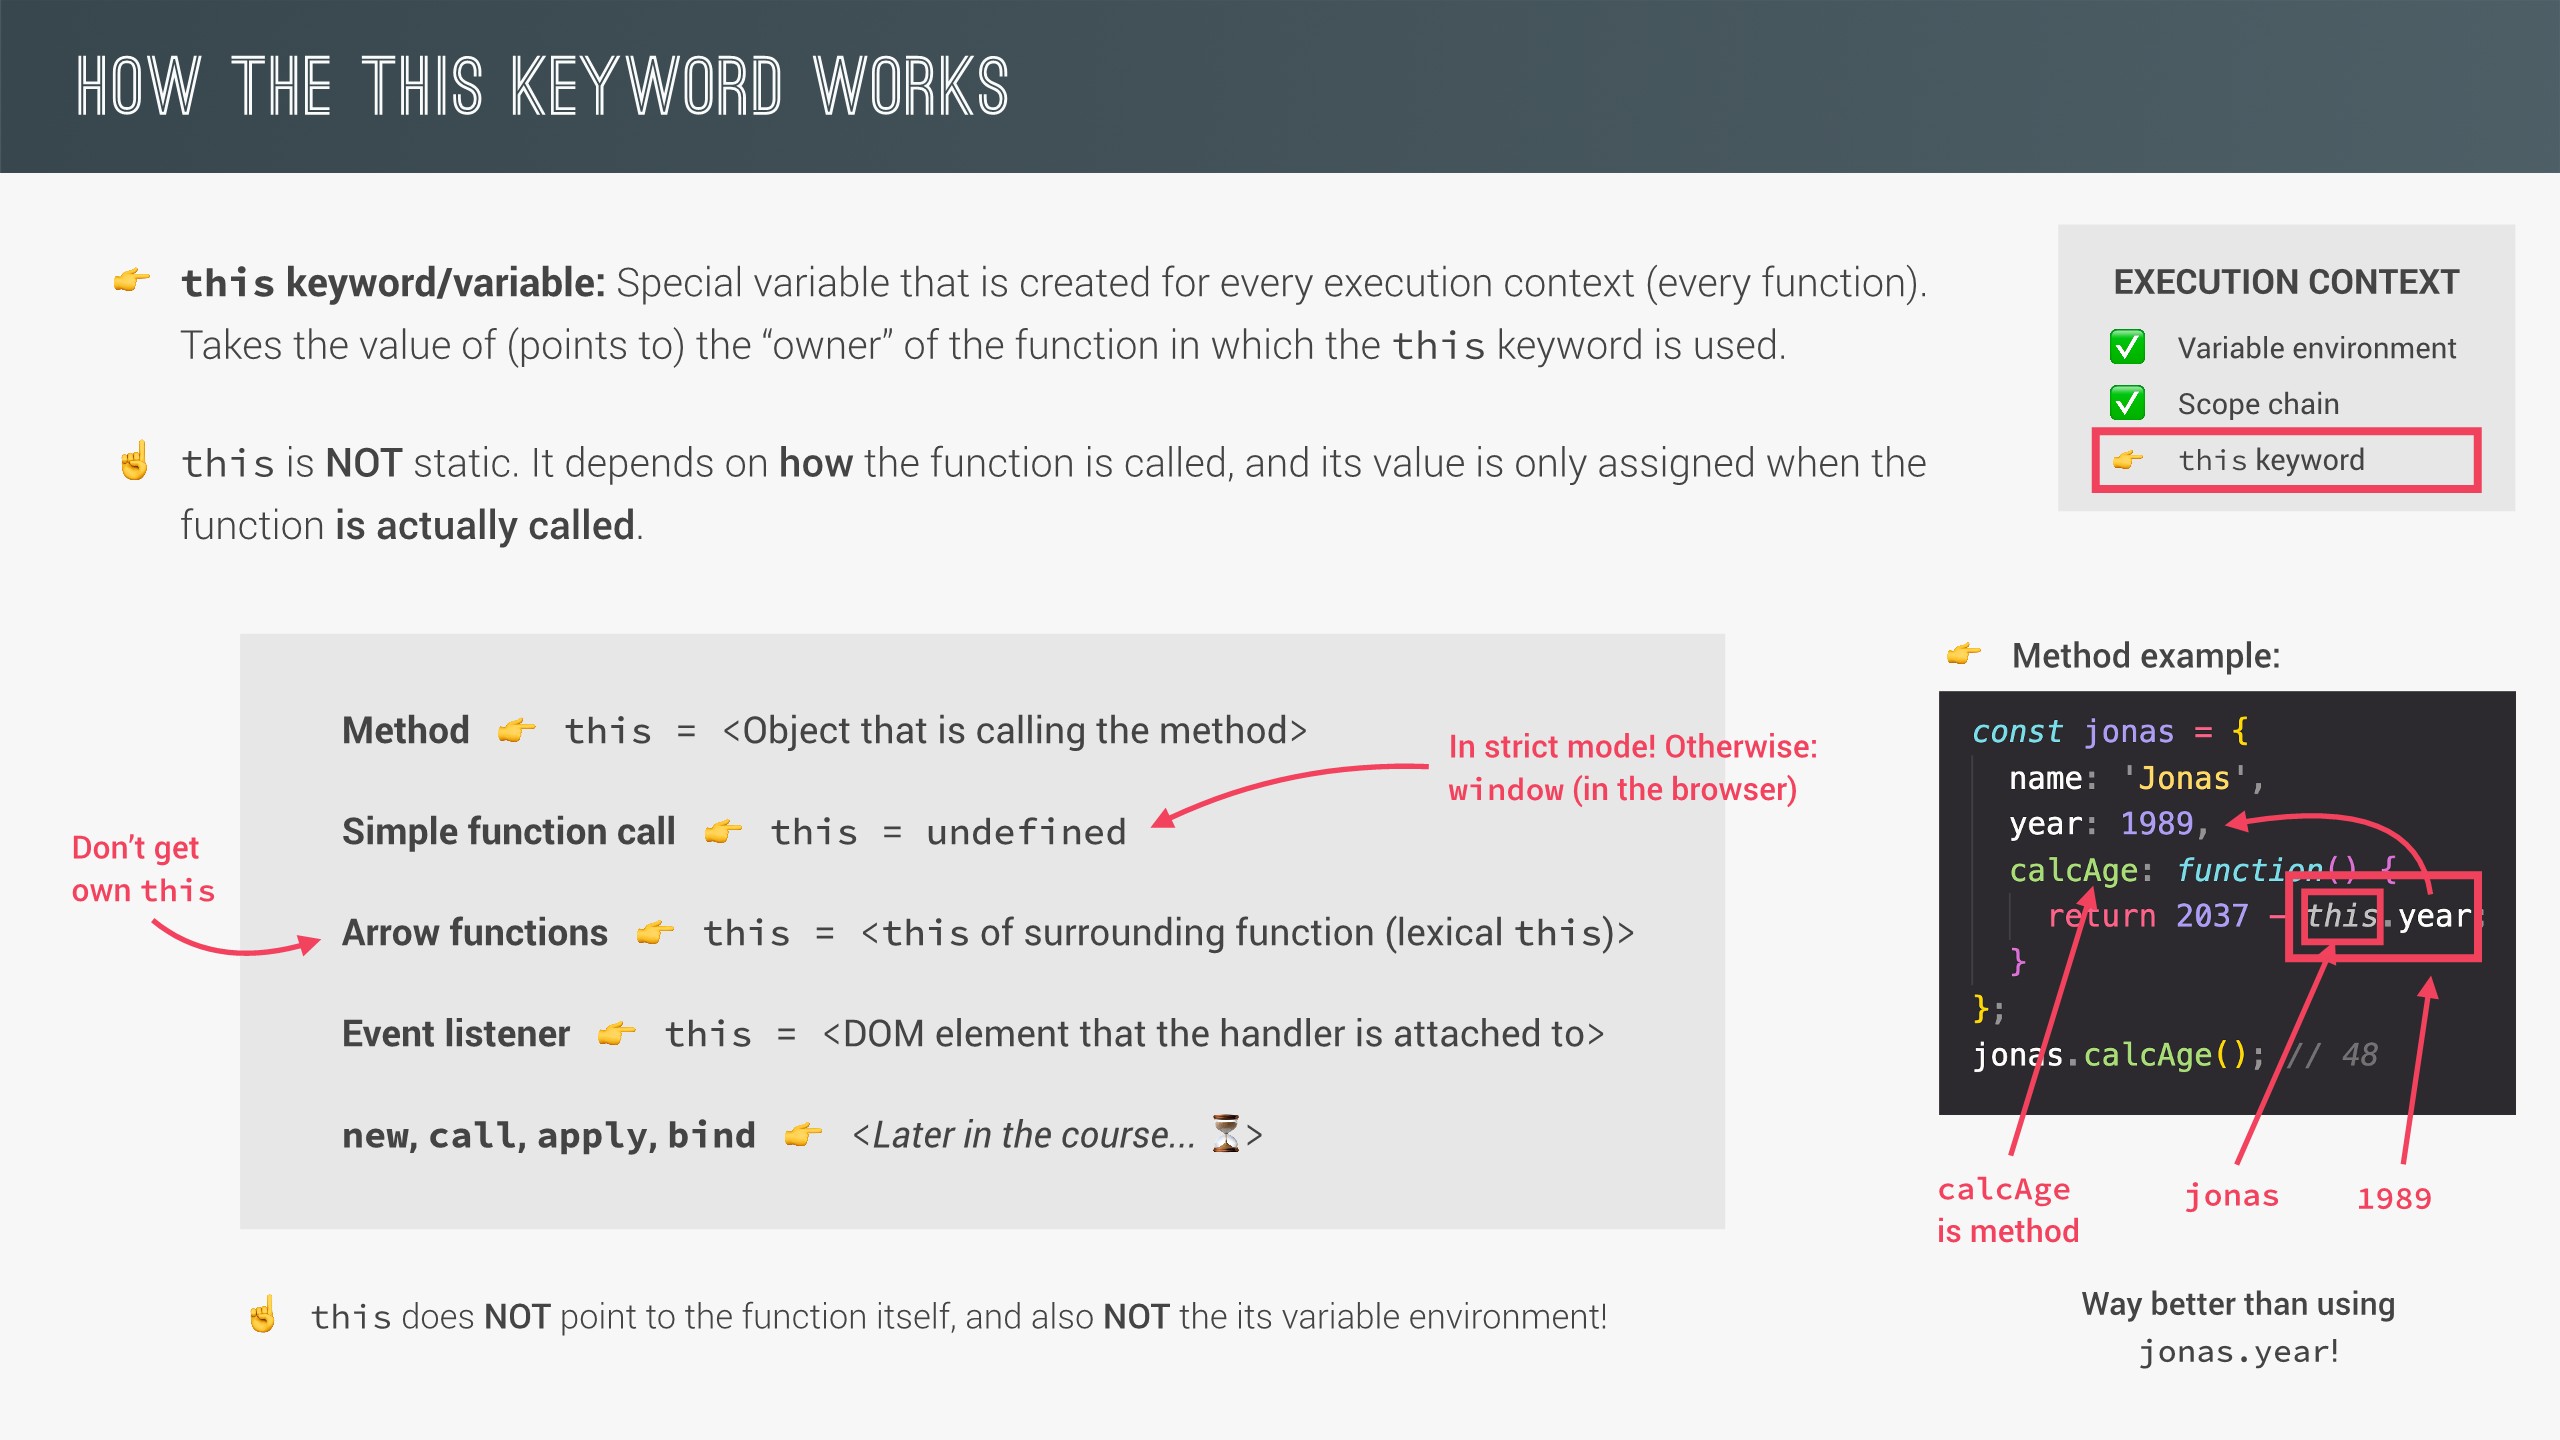 HOW THE THIS KEYWORD WORKS
👉 this keyword/variable: Special variable that is created for every execution context (every function).
Takes the value of (points to) the “owner” of the function in which the this keyword is used.
☝️ this is NOT static. It depends on how the function is called, and its value is only assigned when the
function is actually called.
EXECUTION CONTEXT
✅ Variable environment
✅ Scope chain
👉 this keyword
Method 👉 this = <Object that is calling the method>
In strict mode! Otherwise:
window (in the browser)
Simple function call 👉 this = undefined
Don’t get
own this
Arrow functions 👉 this = <this of surrounding function (lexical this)>
Event listener 👉 this = <DOM element that the handler is attached to>
new, call, apply, bind 👉 <Later in the course... ⏳>
☝️ this does NOT point to the function itself, and also NOT the its variable environment!
👉 Method example:
const jonas = {
name: 'Jonas',
year: 1989,
calcAge: function() {
return 2037 - this.year;
}
};
jonas.calcAge(); // 48
calcAge
is method
jonas
1989
Way better than using
jonas.year!